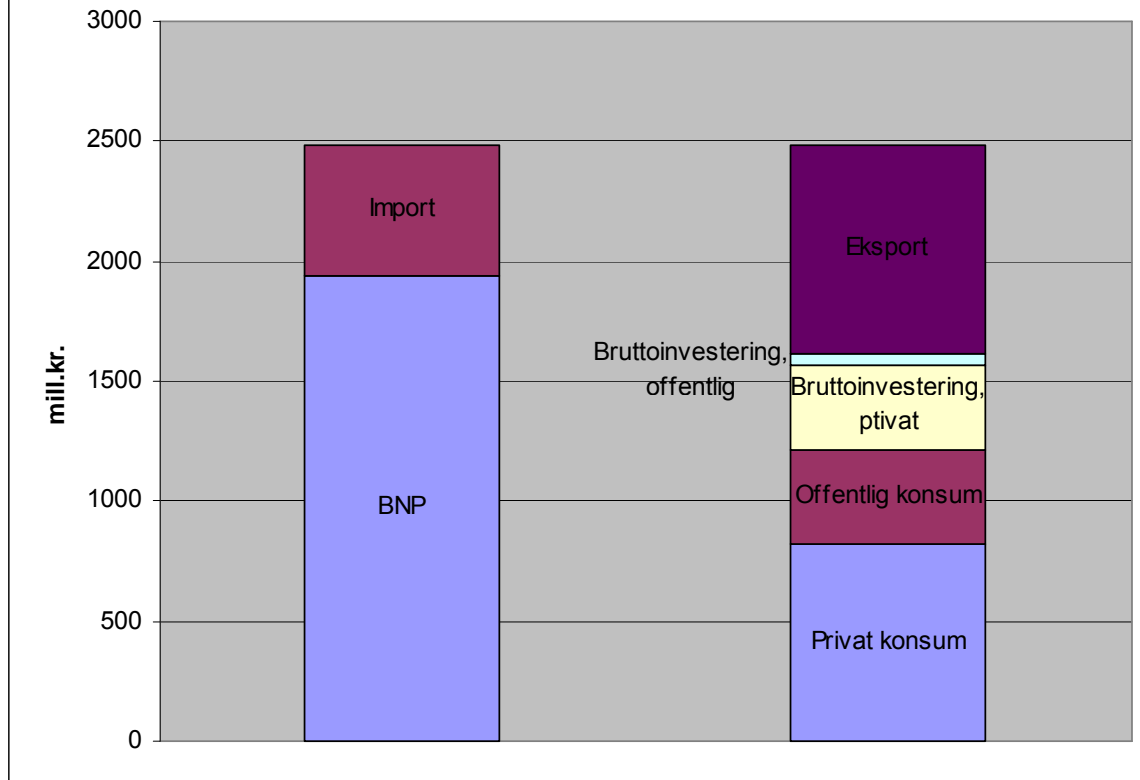 3000
2500
2000
1500
1000
500
0
mill.kr.
Import
BNP
Eksport
Bruttoinvestering,
offentlig
Bruttoinvestering,
ptivat
Offentlig konsum
Privat konsum